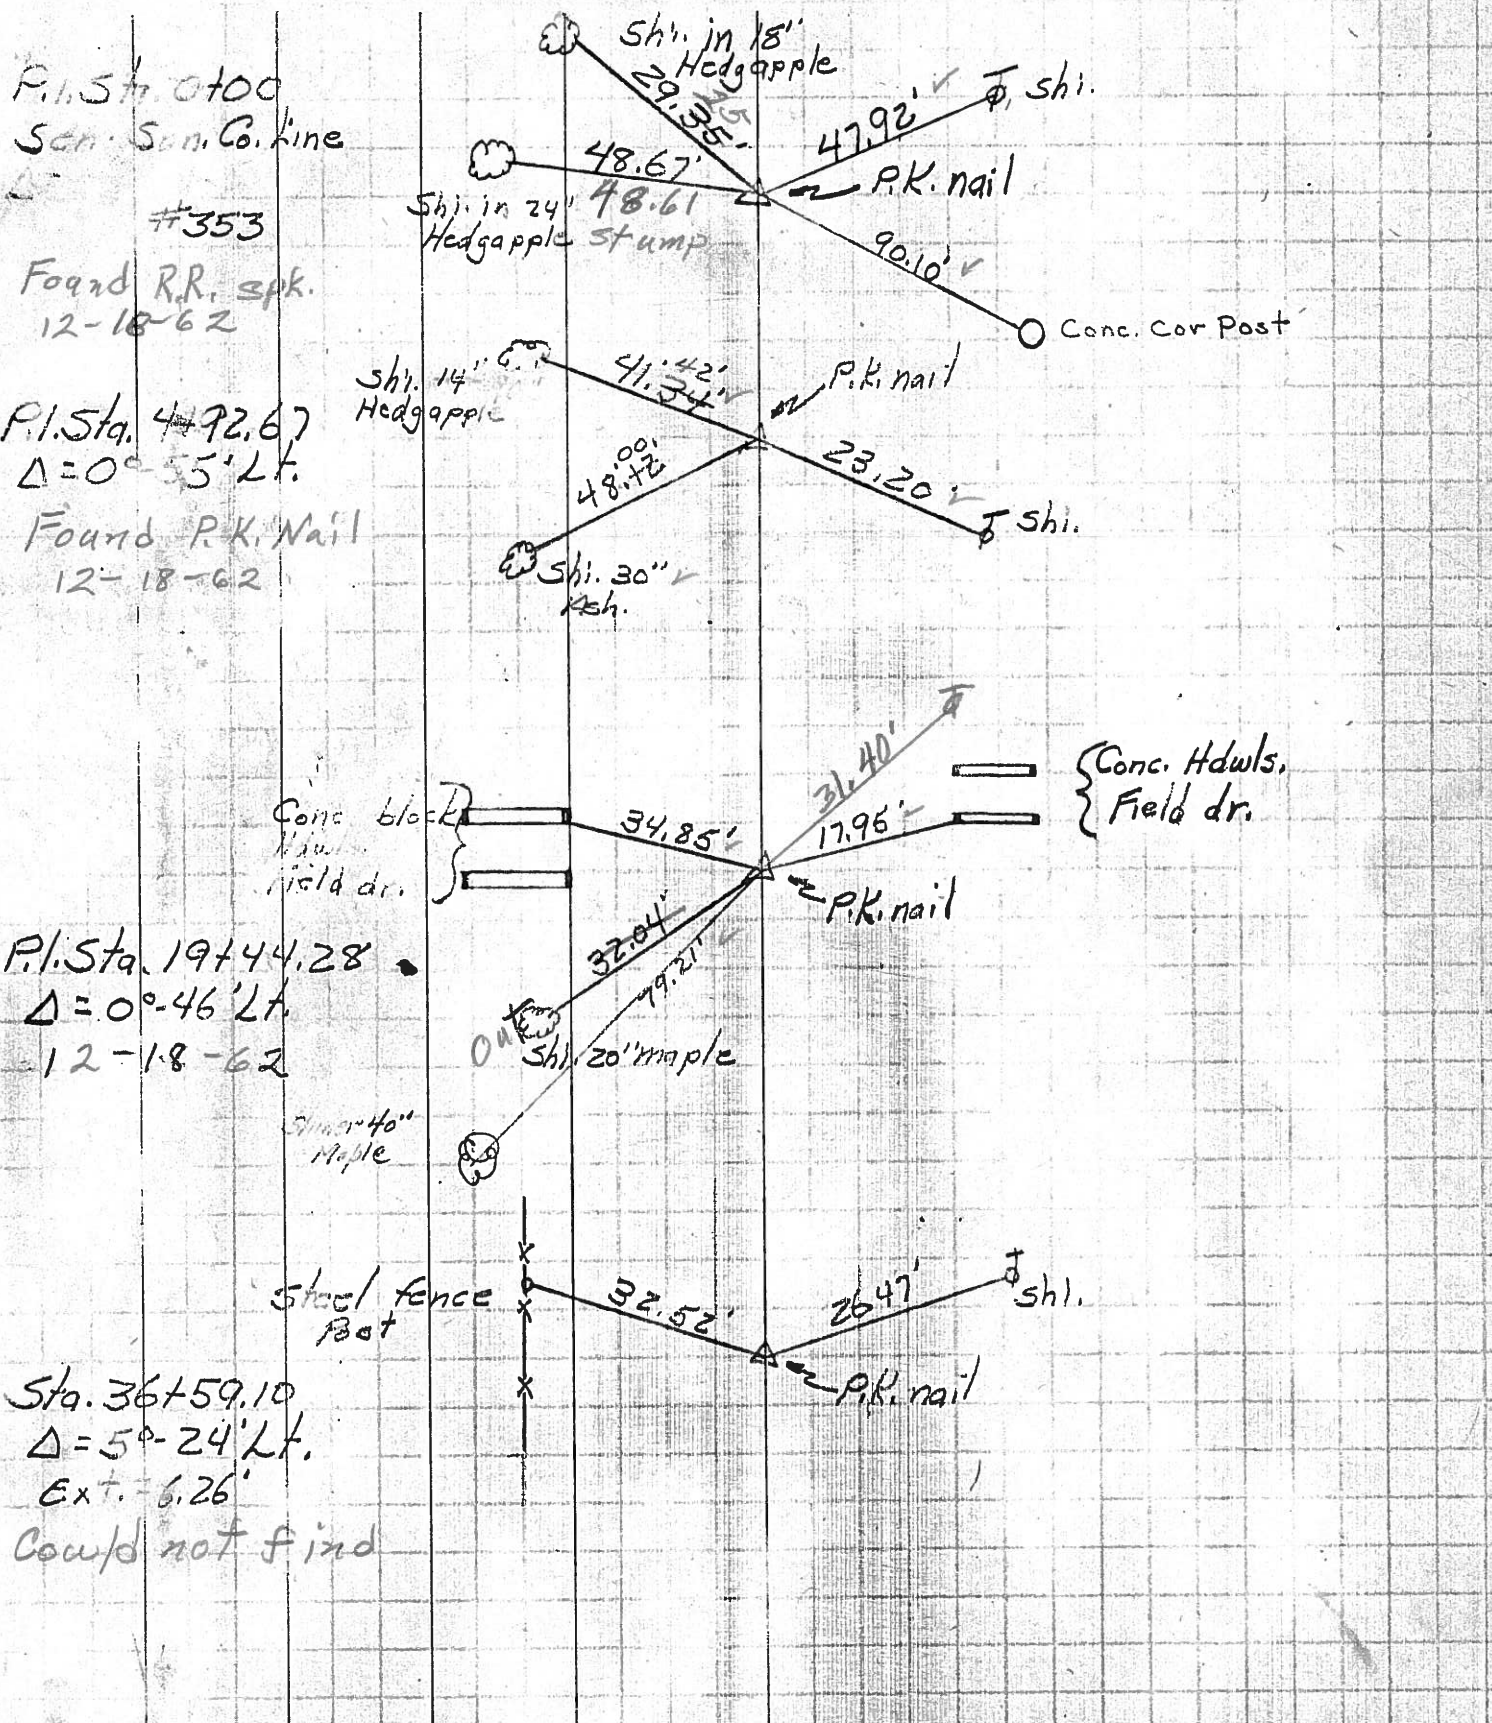 Shi. in 18"
Hedgapple
P.I. Sta. 0+00
Co. Line
29.35'
47.92' ✓
Shi.
48.67'
48.61
stump
P.K. nail
Shi. in 24"
Hedgapple
#353
90.10' ✓
Found R.R. spk.
12-18-62
Conc. Cor Post
Shi. 14"
Hedgapple
41.34' ✓
42'
P.K. nail
P.I. Sta. 4+92.67
Δ = 0°-55' Lt.
48.12
.00'
23.20' ✓
Shi.
Found P.K. Nail
12-18-62
Shi. 30" ✓
Ash.
31.40'
Conc. Hdwls.
Field dr.
Conc block
Hdwls.
Field dr.
34.85' ✓
17.96' ✓
P.K. nail
32.04'
79.21' ✓
P.I. Sta. 19+44.28
Δ = 0°-46' Lt.
12-18-62
Out
Shi. 20" maple
40"
Maple
Steel fence
Post
32.52'
26.47'
Shi.
P.K. nail
Sta. 36+59.10
Δ = 5°-24' Lt.
Ext. = 6.26'
Could not find